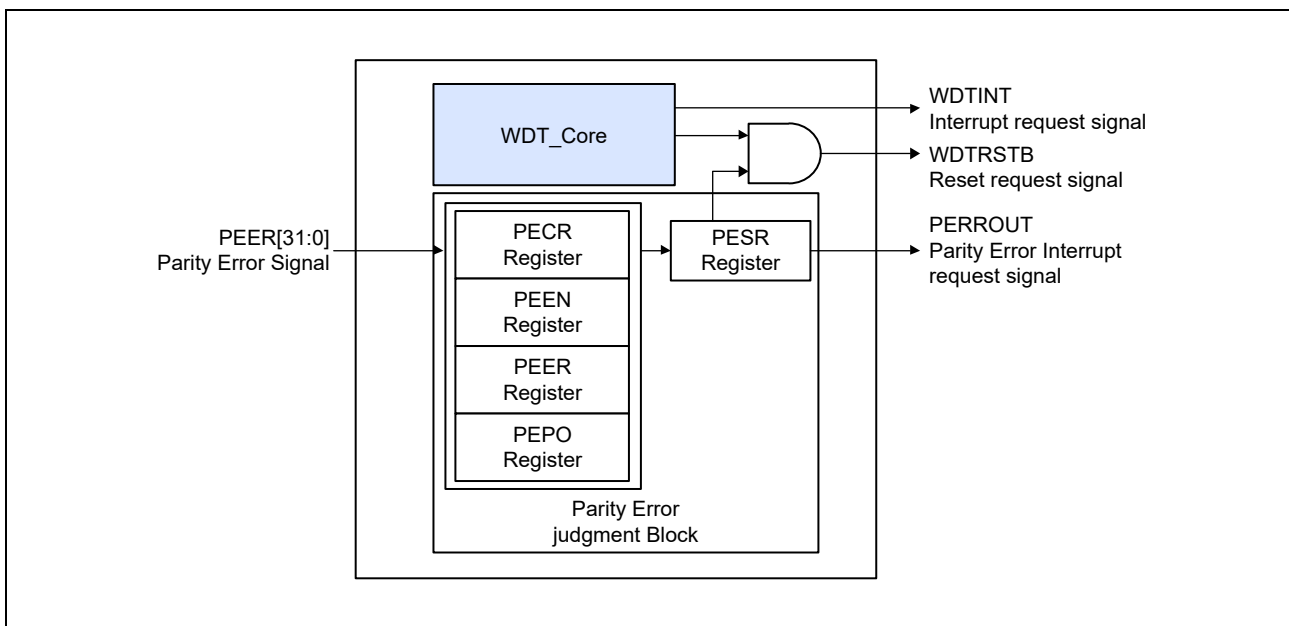 WDT_Core
WDTINT
Interrupt request signal
WDTRSTB
Reset request signal
PEER[31:0]
Parity Error Signal
PECR
Register
PEEN
Register
PEER
Register
PEPO
Register
PESR
Register
PERROUT
Parity Error Interrupt
request signal
Parity Error
judgment Block